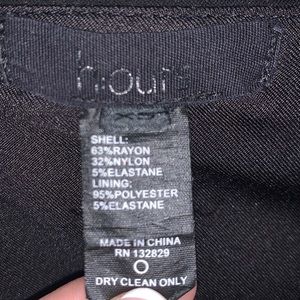 hours
SHELL:
63%RAYON
32%NYLON
5%ELASTANE
LINING:
95%POLYESTER
5%ELASTANE
MADE IN CHINA
RN 132829
DRY CLEAN ONLY